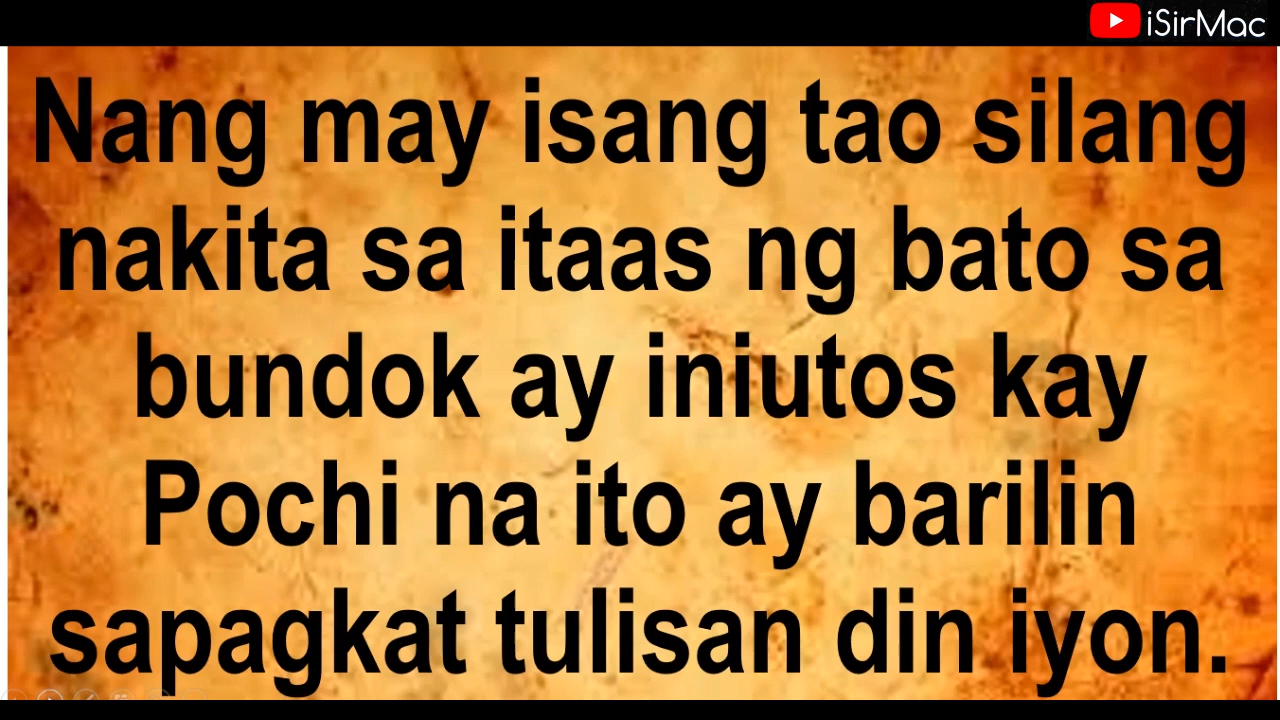 iSirMac
Nang may isang tao silang
nakita sa itaas ng bato sa
bundok ay iniutos kay
Pochi na ito ay barilin
sapagkat tulisan din iyon.